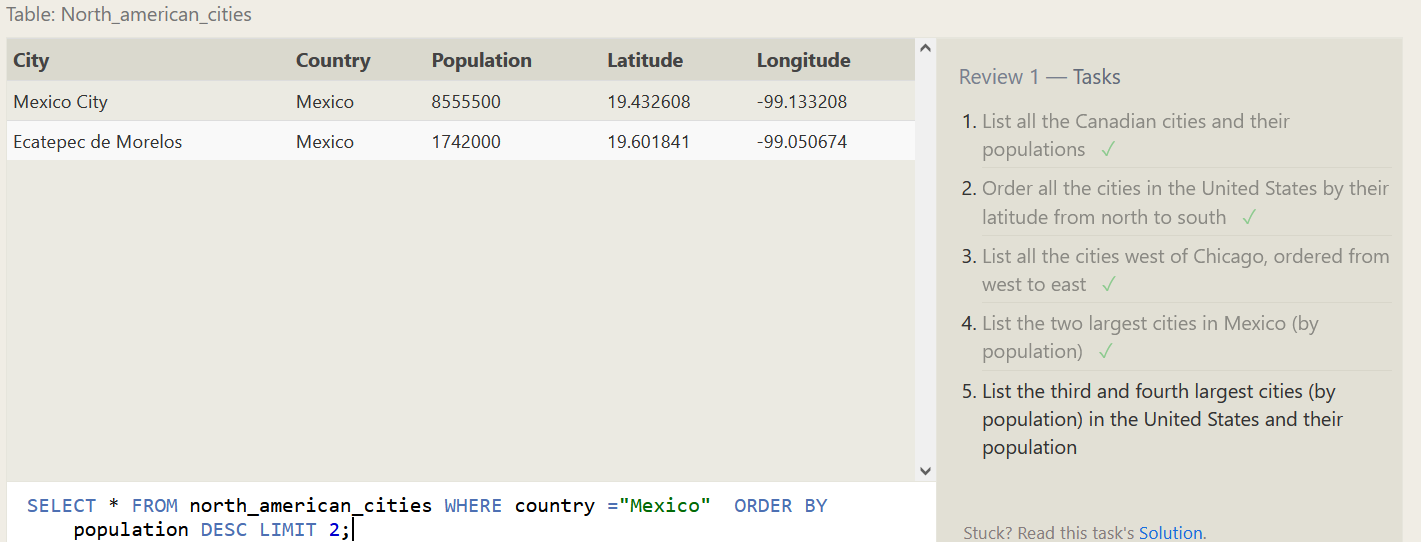 Table: North_american_cities
City Country Population Latitude Longitude
Mexico City Mexico 8555500 19.432608 -99.133208
Ecatepec de Morelos Mexico 1742000 19.601841 -99.050674
SELECT * FROM north_american_cities WHERE country ="Mexico"  ORDER BY
population DESC LIMIT 2;
Review 1 — Tasks
1. List all the Canadian cities and their
populations ✓
2. Order all the cities in the United States by their
latitude from north to south ✓
3. List all the cities west of Chicago, ordered from
west to east ✓
4. List the two largest cities in Mexico (by
population) ✓
5. List the third and fourth largest cities (by
population) in the United States and their
population
Stuck? Read this task's Solution.